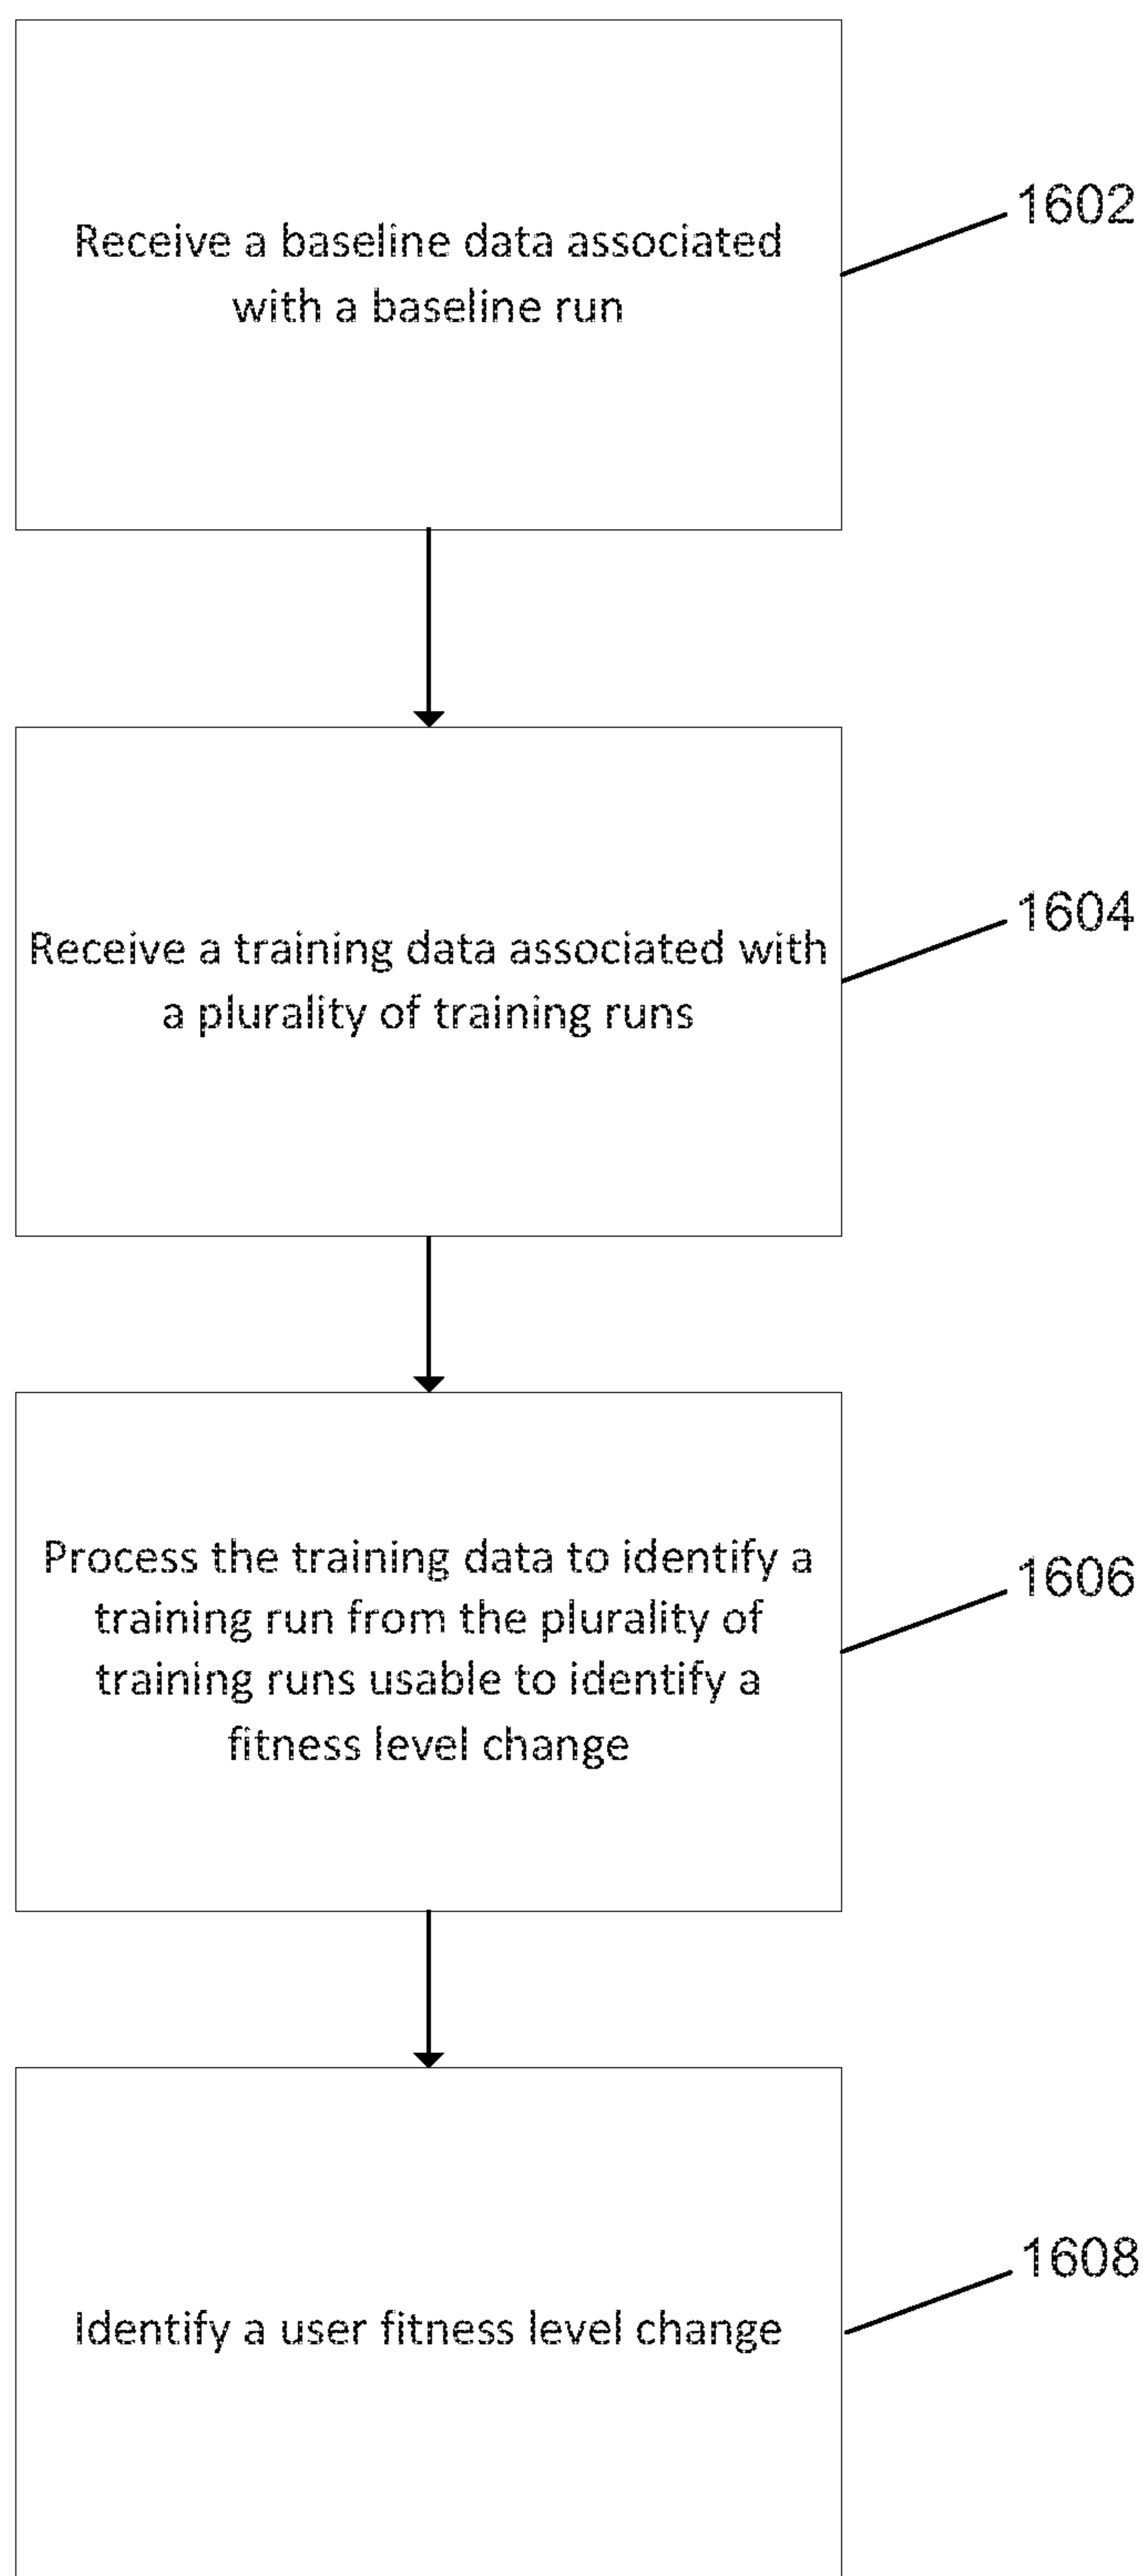 Receive a baseline data associated
with a baseline run
1602
Receive a training data associated with
a plurality of training runs
1604
Process the training data to identify a
training run from the plurality of
training runs usable to identify a
fitness level change
1606
Identify a user fitness level change
1608